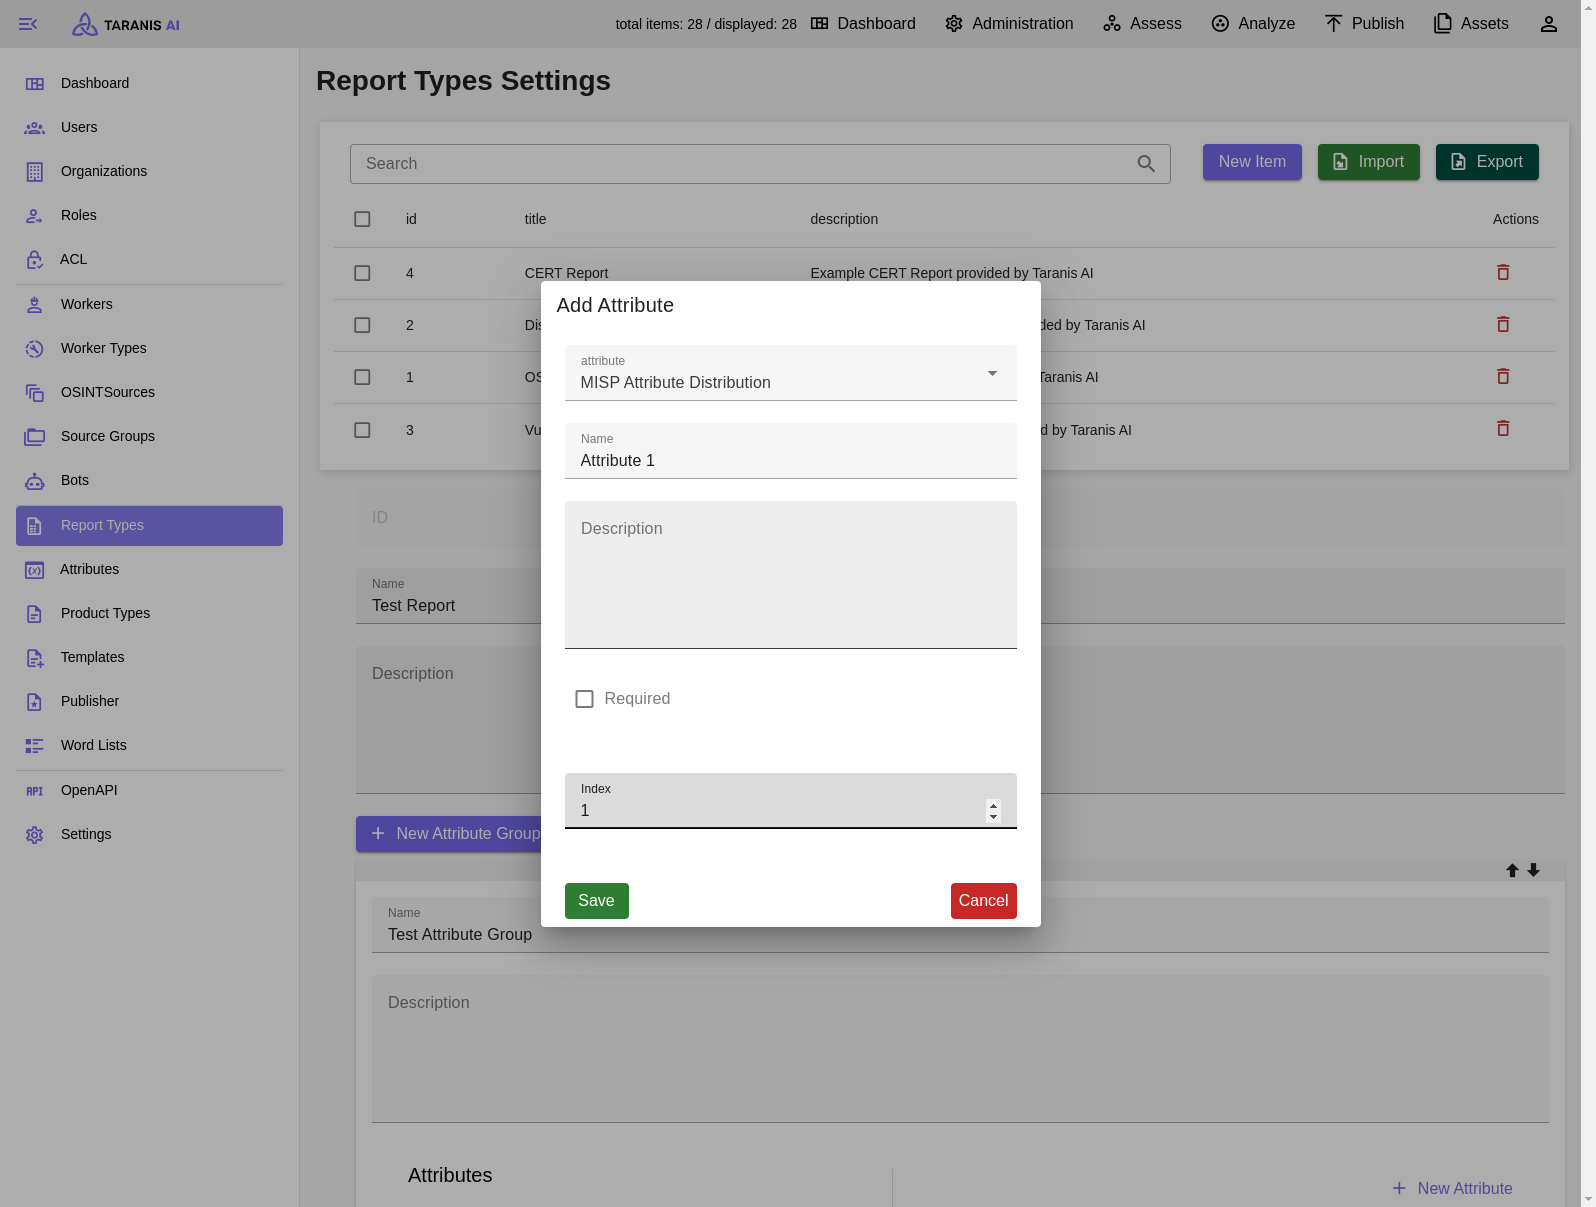 TARANIS AI
total items: 28 / displayed: 28
Dashboard
Administration
Assess
Analyze
Publish
Assets
Dashboard
Users
Organizations
Roles
ACL
Workers
Worker Types
OSINTSources
Source Groups
Bots
Report Types
Attributes
Product Types
Templates
Publisher
Word Lists
API OpenAPI
Settings
Report Types Settings
Search
New Item
Import
Export
id title description Actions
4 CERT Report Example CERT Report provided by Taranis AI
2 Dis ded by Taranis AI
1 OS Taranis AI
3 Vu d by Taranis AI
ID
Name
Test Report
Description
New Attribute Group
Name
Test Attribute Group
Description
Attributes
New Attribute
Add Attribute
attribute
MISP Attribute Distribution
Name
Attribute 1
Description
Required
Index
1
Save
Cancel